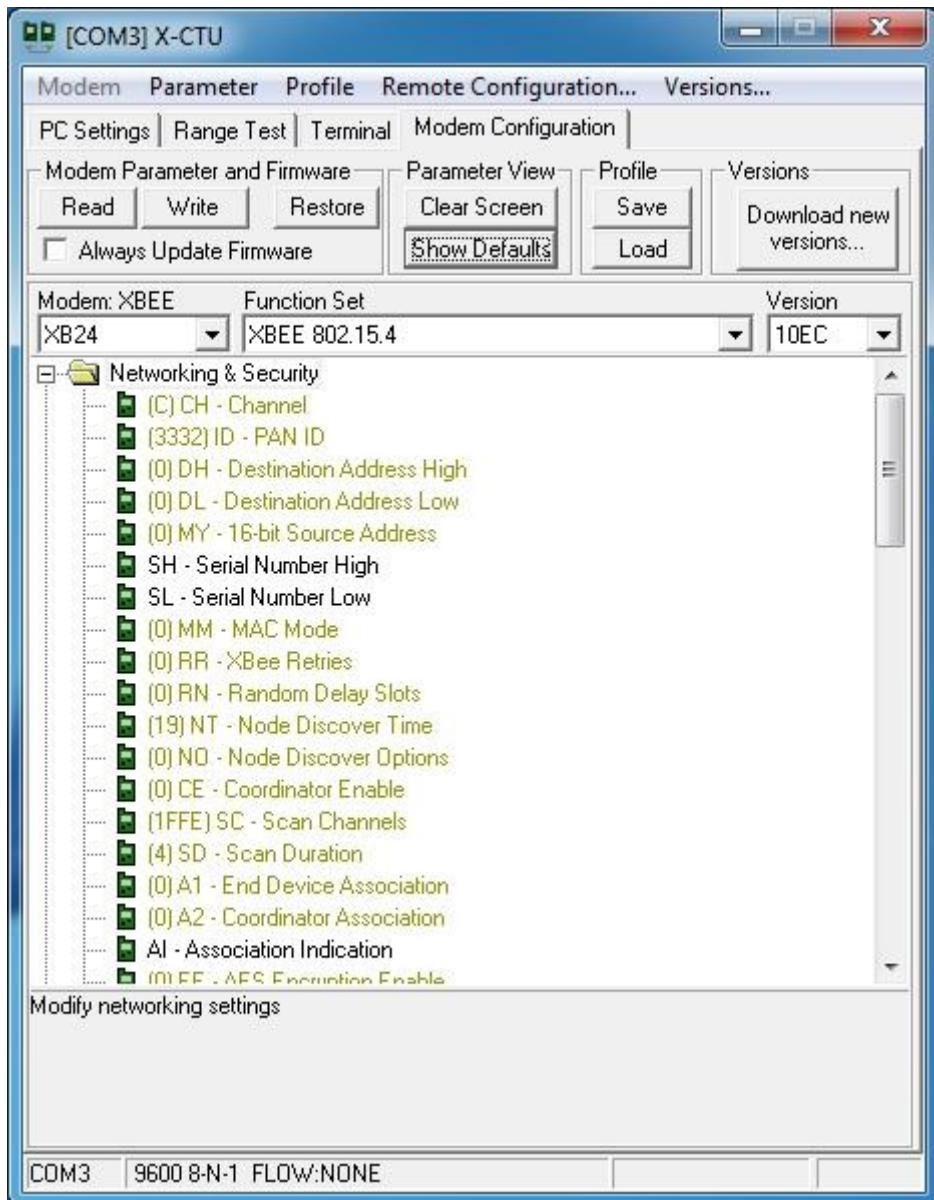 [COM3] X-CTU
Modem Parameter Profile Remote Configuration... Versions...
PC Settings Range Test Terminal Modem Configuration
Modem Parameter and Firmware Parameter View Profile Versions
Read Write Restore Clear Screen Save Download new versions...
Always Update Firmware Show Defaults Load
Modem: XBEE Function Set Version
XB24 XBEE 802.15.4 10EC
Networking & Security
(C) CH - Channel
(3332) ID - PAN ID
(0) DH - Destination Address High
(0) DL - Destination Address Low
(0) MY - 16-bit Source Address
SH - Serial Number High
SL - Serial Number Low
(0) MM - MAC Mode
(0) RR - XBee Retries
(0) RN - Random Delay Slots
(19) NT - Node Discover Time
(0) NO - Node Discover Options
(0) CE - Coordinator Enable
(1FFE) SC - Scan Channels
(4) SD - Scan Duration
(0) A1 - End Device Association
(0) A2 - Coordinator Association
AI - Association Indication
(0) EE - AES Encryption Enable
Modify networking settings
COM3 9600 8-N-1 FLOW:NONE